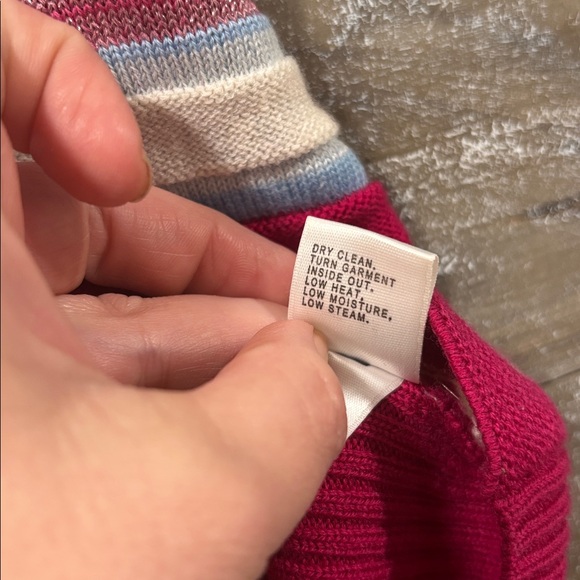 DRY CLEAN.
TURN GARMENT
INSIDE OUT.
LOW HEAT,
LOW MOISTURE,
LOW STEAM.